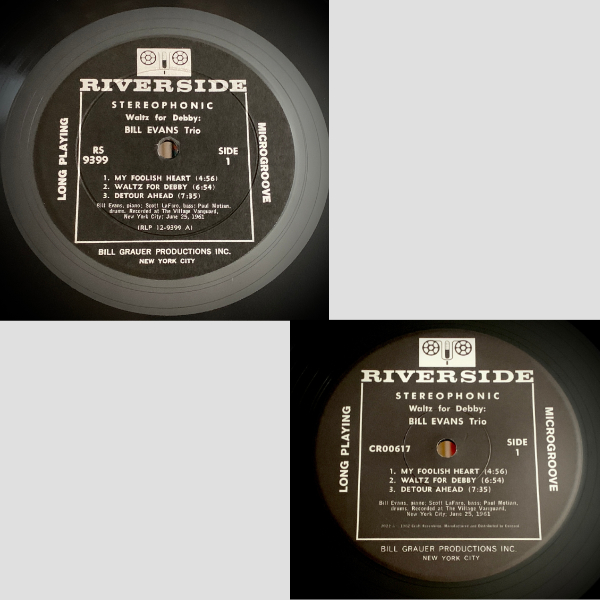 RIVERSIDE
STEREOPHONIC
Waltz for Debby:
BILL EVANS Trio
RS
9399
SIDE
1
LONG PLAYING
MICROGROOVE
1. MY FOOLISH HEART (4:56)
2. WALTZ FOR DEBBY (6:54)
3. DETOUR AHEAD (7:35)
Bill Evans, piano; Scott LaFaro, bass; Paul Motian,
drums. Recorded at The Village Vanguard,
New York City; June 25, 1961
(RLP 12-9399 A)
BILL GRAUER PRODUCTIONS INC.
NEW YORK CITY
RIVERSIDE
STEREOPHONIC
Waltz for Debby:
BILL EVANS Trio
CR00617
SIDE
1
LONG PLAYING
MICROGROOVE
1. MY FOOLISH HEART (4:56)
2. WALTZ FOR DEBBY (6:54)
3. DETOUR AHEAD (7:35)
Bill Evans, piano; Scott LaFaro, bass; Paul Motian,
drums. Recorded at The Village Vanguard,
New York City, June 25, 1961
BILL GRAUER PRODUCTIONS INC.
NEW YORK CITY